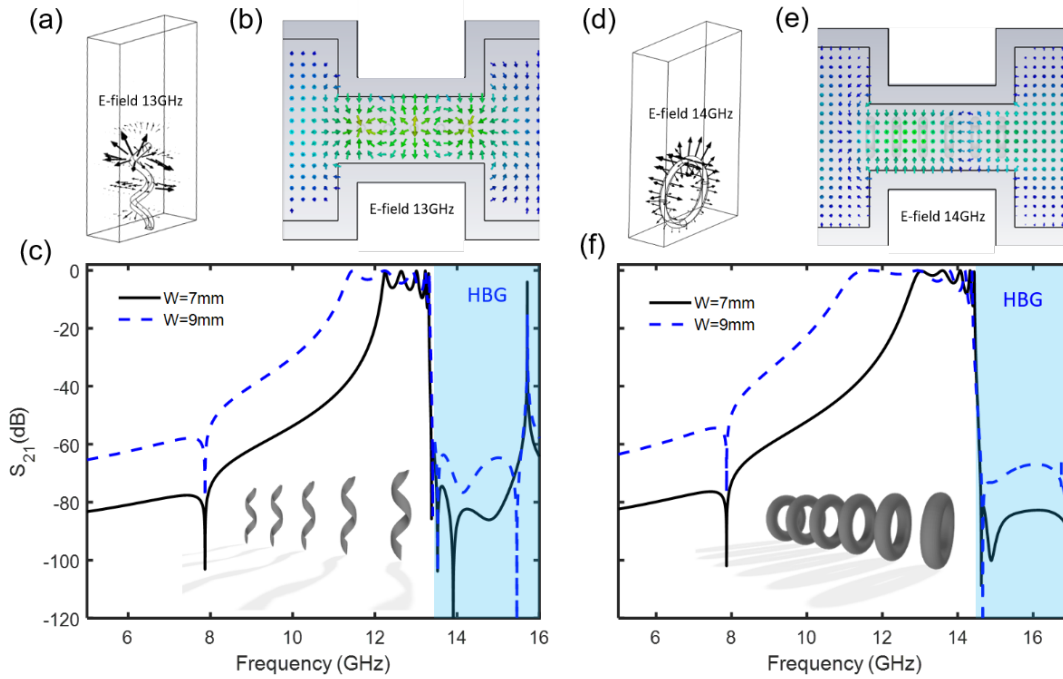 (a)
(b)
(d)
(e)
E-field 13GHz
E-field 13GHz
E-field 14GHz
E-field 14GHz
(c)
(f)
0
-20
-40
-60
-80
-100
-120
S21(dB)
W=7mm
W=9mm
HBG
6 8 10 12 14 16
Frequency (GHz)
W=7mm
W=9mm
HBG
6 8 10 12 14 16
Frequency (GHz)